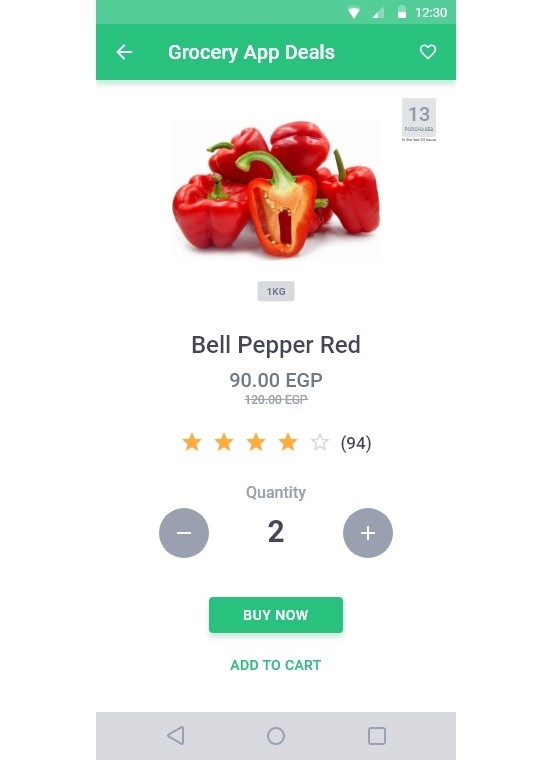 12:30
Grocery App Deals
13
PURCHASES
In the last 24 hours
1KG
Bell Pepper Red
90.00 EGP
120.00 EGP
(94)
Quantity
2
BUY NOW
ADD TO CART